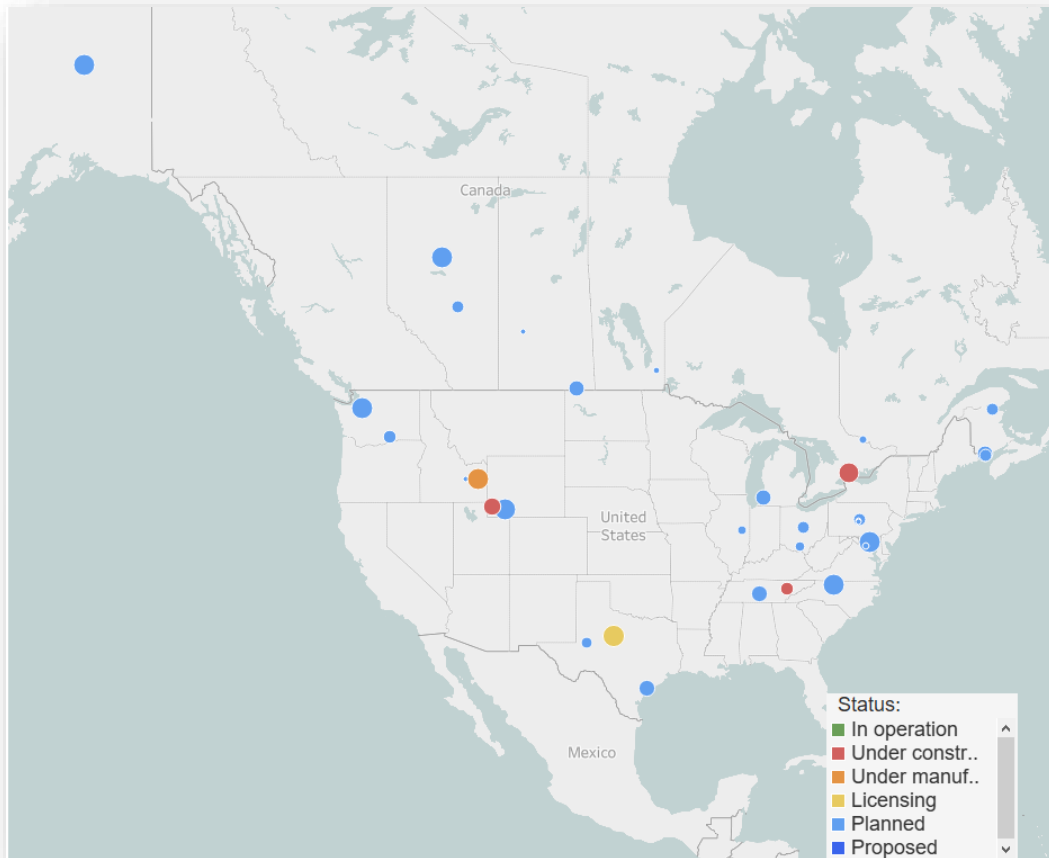 Canada
United
States
Mexico
Status:
In operation
Under constr..
Under manuf..
Licensing
Planned
Proposed